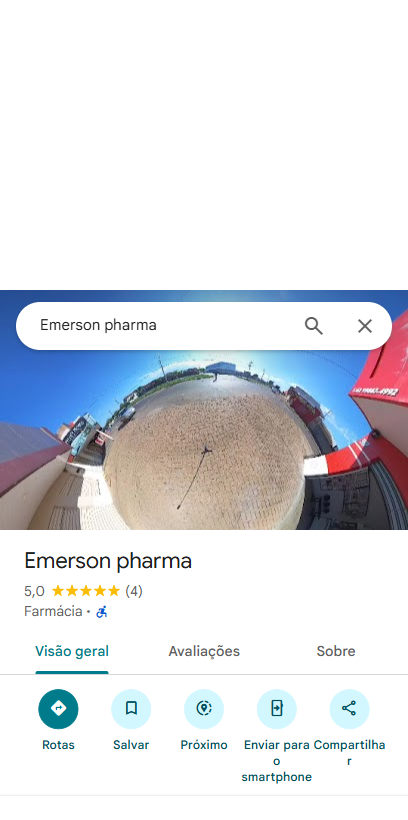 Emerson pharma
Emerson pharma
5,0 (4)
Farmácia •
Visão geral Avaliações Sobre
Rotas Salvar Próximo Enviar para o smartphone Compartilhar